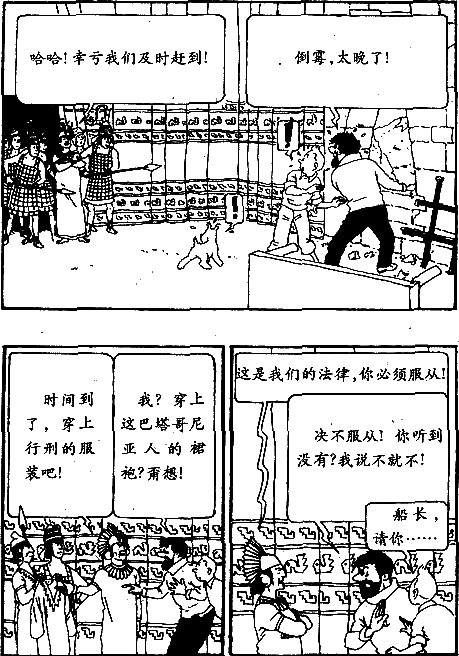 哈哈!幸亏我们及时赶到!
倒霉,太晚了!
!
!
时间到
了,穿上
行刑的服
装吧!
我?穿上
这巴塔哥尼
亚人的裙
袍?甭想!
这是我们的法律,你必须服从!
决不服从!你听到
没有?我说不就不!
船长,
请你……